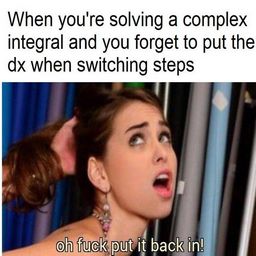 When you're solving a complex
integral and you forget to put the
dx when switching steps
oh fuck put it back in!